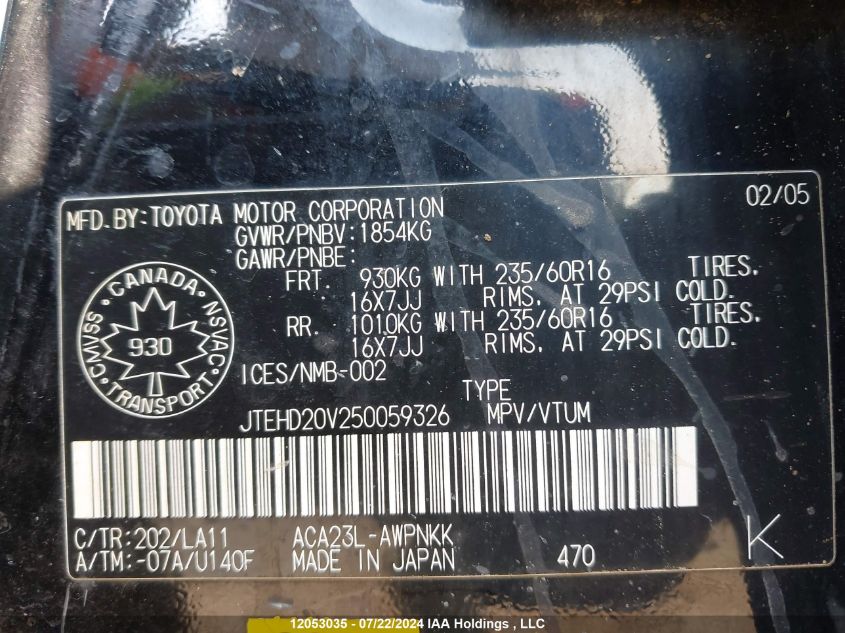 MFD.BY:TOYOTA MOTOR CORPORATION 02/05
GVWR/PNBV:1854KG
GAWR/PNBE:
FRT. 930KG WITH 235/60R16 TIRES.
16X7JJ RIMS. AT 29PSI COLD.
RR. 1010KG WITH 235/60R16 TIRES.
16X7JJ RIMS. AT 29PSI COLD.
CANADA
CMVSS 930 NSVAC
TRANSPORT
ICES/NMB-002
TYPE
JTEHD20V250059326 MPV/VTUM
C/TR:202/LA11 ACA23L-AWPNKK
A/TM:-07A/U140F MADE IN JAPAN 470 K
12053035 - 07/22/2024 IAA Holdings , LLC